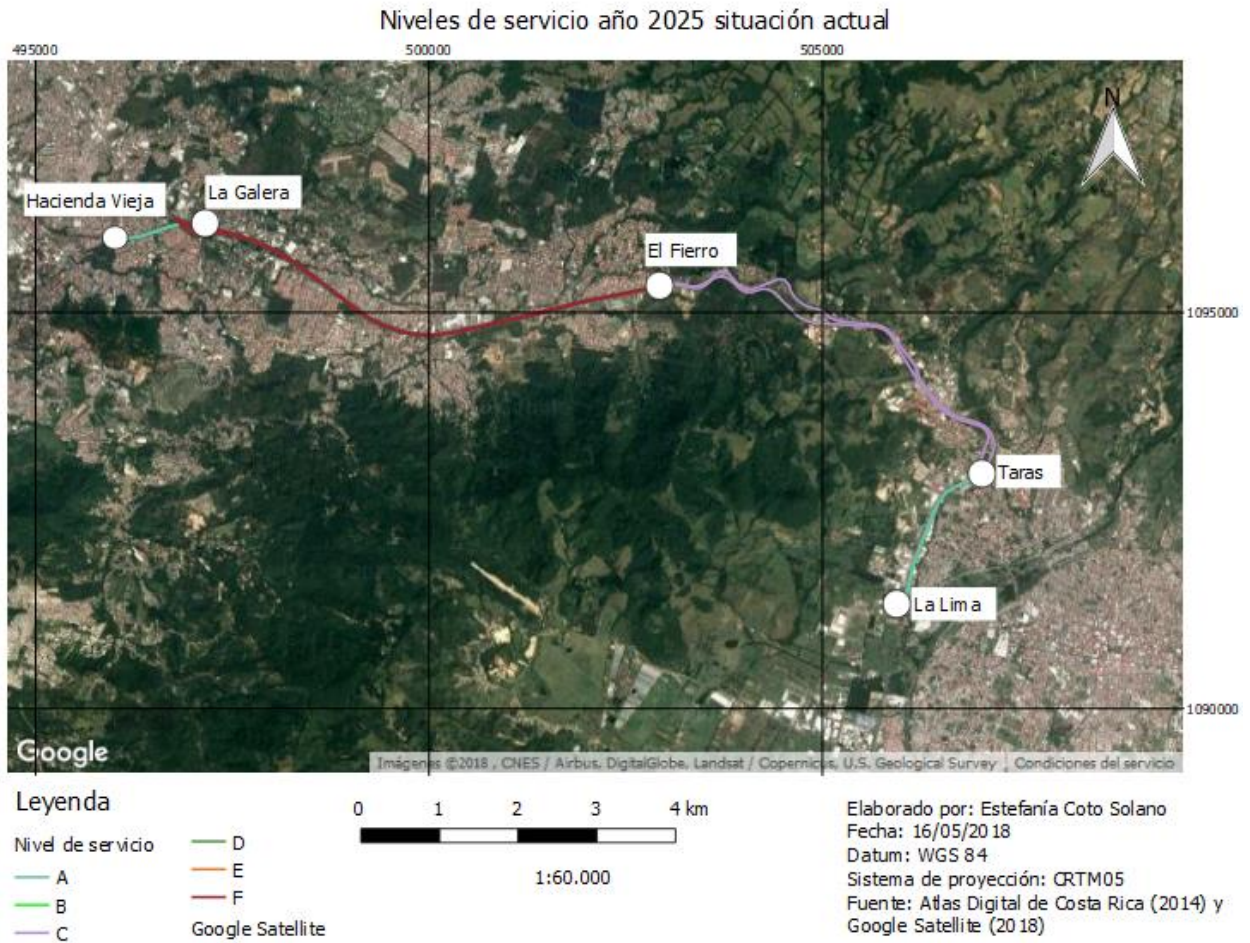 Niveles de servicio año 2025 situación actual
495000
500000
505000
N
Hacienda Vieja
La Galera
El Fierro
1095000
Taras
La Lima
1090000
Google
Imágenes ©2018 , CNES / Airbus, DigitalGlobe, Landsat / Copernicus, U.S. Geological Survey
Condiciones del servicio
Leyenda
Nivel de servicio
A
B
C
D
E
F
Google Satellite
0 1 2 3 4 km
1:60.000
Elaborado por: Estefanía Coto Solano
Fecha: 16/05/2018
Datum: WGS 84
Sistema de proyección: CRTM05
Fuente: Atlas Digital de Costa Rica (2014) y
Google Satellite (2018)